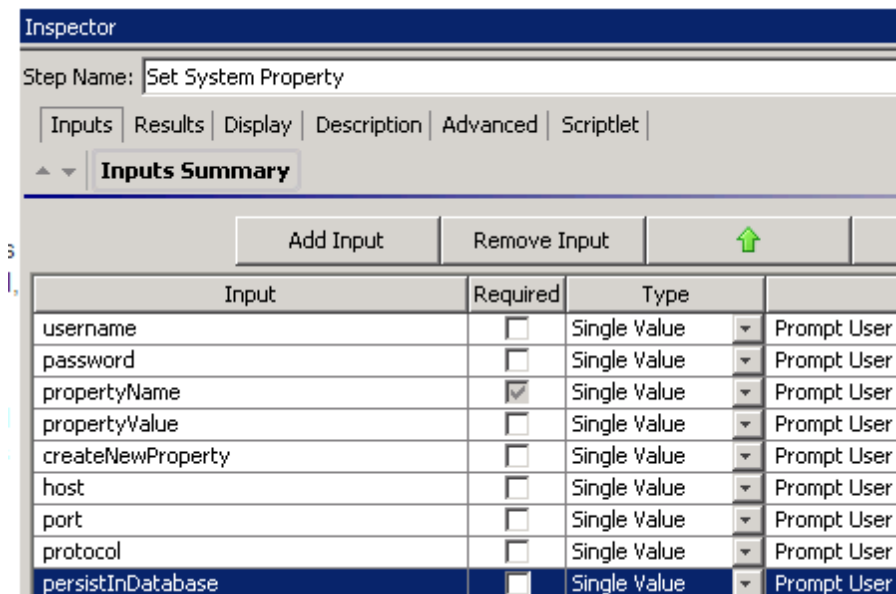 Inspector
Step Name: Set System Property
Inputs Results Display Description Advanced Scriptlet
Inputs Summary
Add Input Remove Input
Input Required Type
username Single Value Prompt User
password Single Value Prompt User
propertyName Single Value Prompt User
propertyValue Single Value Prompt User
createNewProperty Single Value Prompt User
host Single Value Prompt User
port Single Value Prompt User
protocol Single Value Prompt User
persistInDatabase Single Value Prompt User